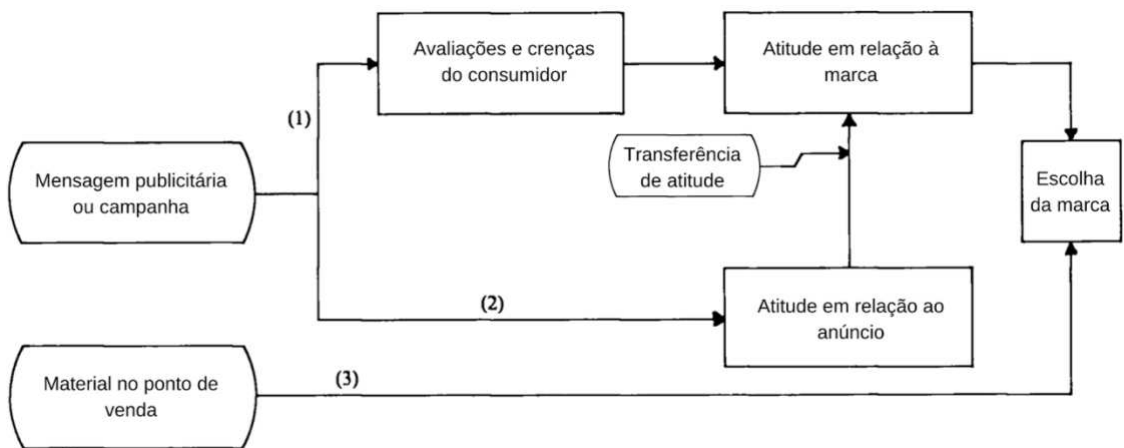 Avaliações e crenças
do consumidor
Atitude em relação à
marca
(1)
Transferência
de atitude
Mensagem publicitária
ou campanha
Escolha
da marca
(2)
Atitude em relação ao
anúncio
Material no ponto de
venda
(3)